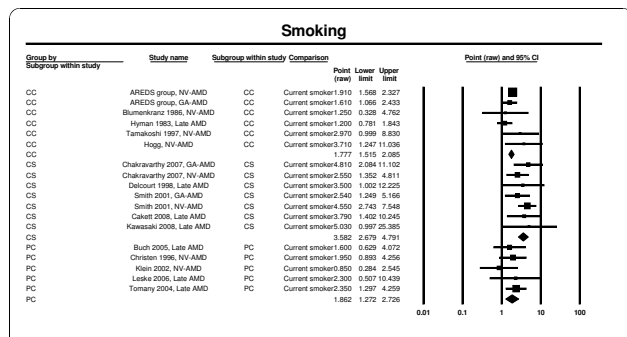 Smoking
Group by Study name Subgroup within study Comparison Point (raw) and 95% CI
Subgroup within study
Point Lower Upper
(raw) limit limit
CC AREDS group, NV-AMD CC Current smoker 1.910 1.568 2.327
CC AREDS group, GA-AMD CC Current smoker 1.610 1.066 2.433
CC Blumenkranz 1986, NV-AMD CC Current smoker 1.250 0.328 4.762
CC Hyman 1983, Late AMD CC Current smoker 1.200 0.781 1.843
CC Tamakoshi 1997, NV-AMD CC Current smoker 2.970 0.999 8.830
CC Hogg, NV-AMD CC Current smoker 3.710 1.247 11.036
CC 1.777 1.515 2.085
CS Chakravarthy 2007, GA-AMD CS Current smoker 4.810 2.084 11.102
CS Chakravarthy 2007, NV-AMD CS Current smoker 2.550 1.352 4.811
CS Delcourt 1998, Late AMD CS Current smoker 3.500 1.002 12.225
CS Smith 2001, GA-AMD CS Current smoker 2.540 1.249 5.166
CS Smith 2001, NV-AMD CS Current smoker 4.550 2.743 7.548
CS Cakett 2008, Late AMD CS Current smoker 3.790 1.402 10.245
CS Kawasaki 2008, Late AMD CS Current smoker 5.030 0.997 25.385
CS 3.582 2.679 4.791
PC Buch 2005, Late AMD PC Current smoker 1.600 0.629 4.072
PC Christen 1996, NV-AMD PC Current smoker 1.950 0.893 4.256
PC Klein 2002, NV-AMD PC Current smoker 0.850 0.284 2.545
PC Leske 2006, Late AMD PC Current smoker 2.300 0.507 10.439
PC Tomany 2004, Late-AMD PC Current smoker 2.350 1.297 4.259
PC 1.862 1.272 2.726
0.01 0.1 1 10 100